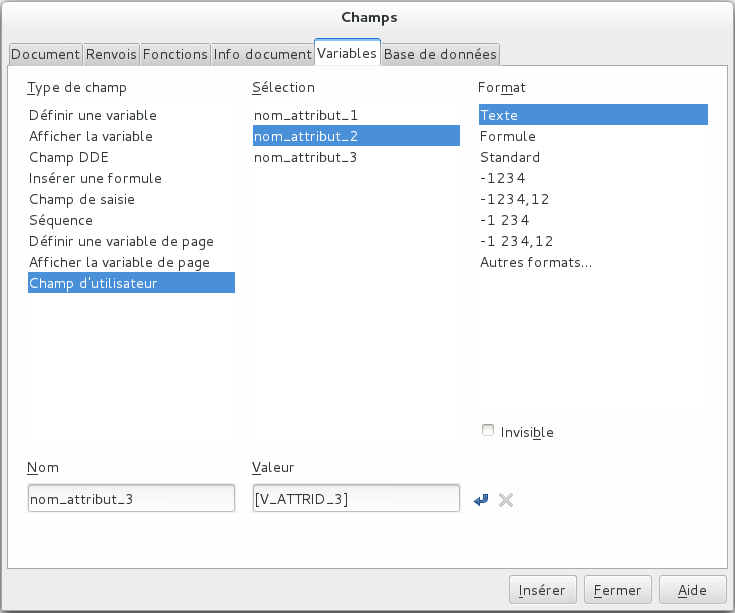 Champs
Document Renvois Fonctions Info document Variables Base de données
Type de champ
Définir une variable
Afficher la variable
Champ DDE
Insérer une formule
Champ de saisie
Séquence
Définir une variable de page
Afficher la variable de page
Champ d'utilisateur
Sélection
nom_attribut_1
nom_attribut_2
nom_attribut_3
Format
Texte
Formule
Standard
-1234
-1234,12
-1 234
-1 234,12
Autres formats...
Invisible
Nom
nom_attribut_3
Valeur
[V_ATTRID_3]
Insérer Fermer Aide